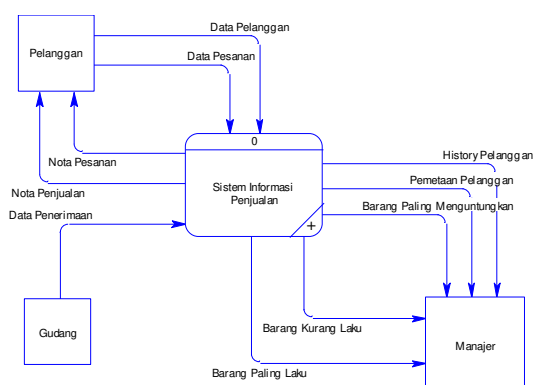 Data Pelanggan
Pelanggan
Data Pesanan
0
Nota Pesanan
History Pelanggan
Sistem Informasi
Penjualan
Pemetaan Pelanggan
Nota Penjualan
Barang Paling Menguntungkan
Data Penerimaan
+
Barang Kurang Laku
Gudang
Manajer
Barang Paling Laku